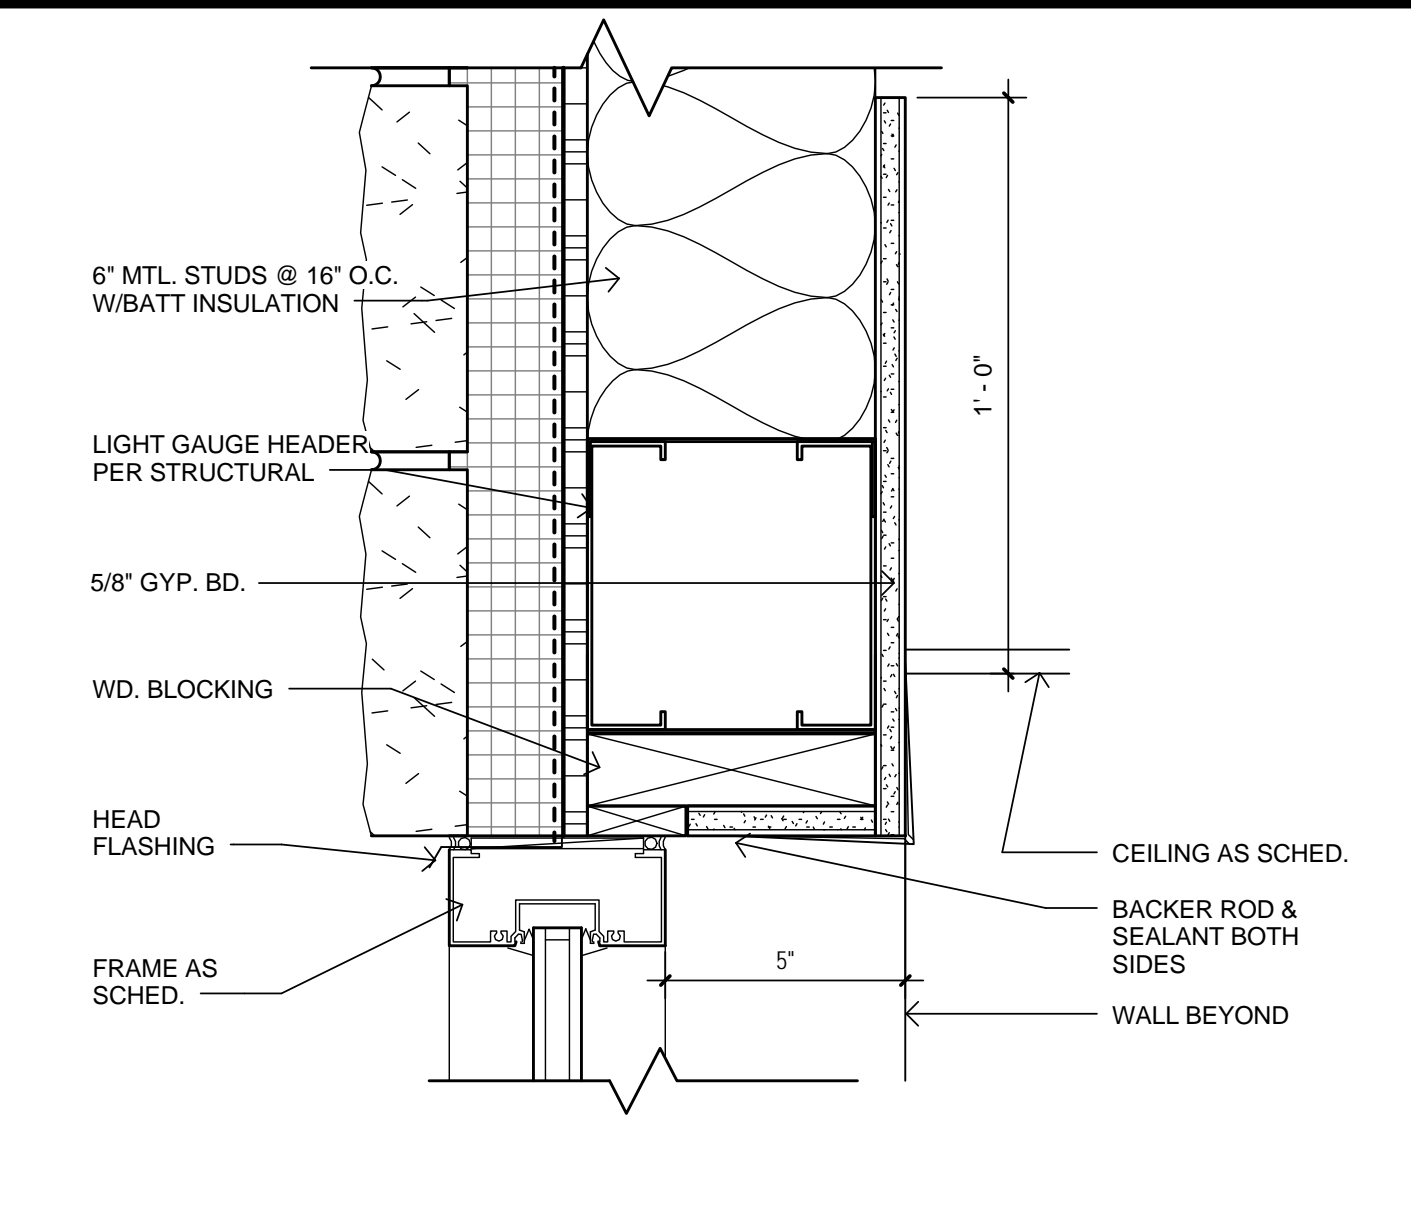 6" MTL. STUDS @ 16" O.C.
W/BATT INSULATION
LIGHT GAUGE HEADER
PER STRUCTURAL
5/8" GYP. BD.
WD. BLOCKING
HEAD
FLASHING
FRAME AS
SCHED.
1' - 0"
5"
CEILING AS SCHED.
BACKER ROD &
SEALANT BOTH
SIDES
WALL BEYOND